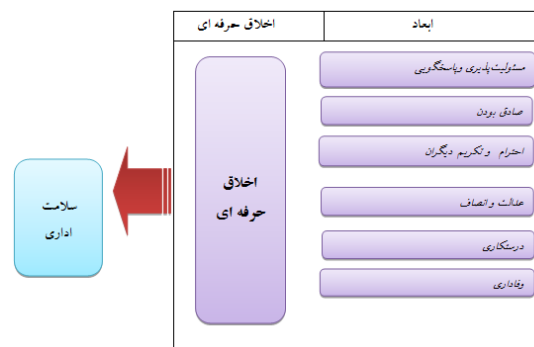 ابعاد
اخلاق حرفه ای
مسئولیت‌پذیری وپاسخگویی
صادق بودن
احترام و تکریم دیگران
عدالت و انصاف
درستکاری
وفاداری
اخلاق
حرفه ای
سلامت
اداری